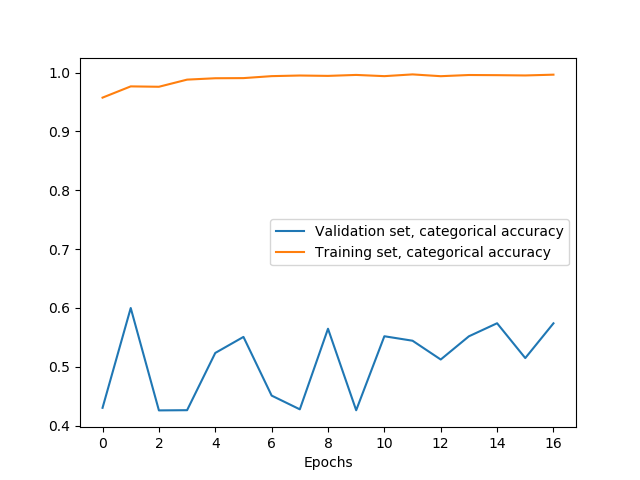 1.0
0.9
0.8
0.7
0.6
0.5
0.4
Validation set, categorical accuracy
Training set, categorical accuracy
0 2 4 6 8 10 12 14 16
Epochs